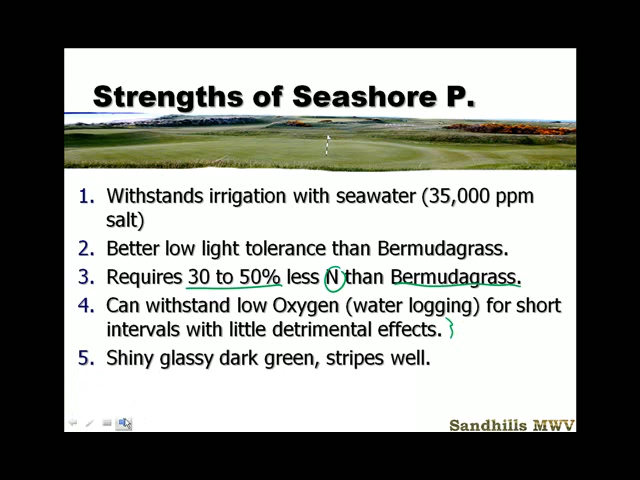 Strengths of Seashore P.
1. Withstands irrigation with seawater (35,000 ppm
salt)
2. Better low light tolerance than Bermudagrass.
3. Requires 30 to 50% less N than Bermudagrass.
4. Can withstand low Oxygen (water logging) for short
intervals with little detrimental effects.
5. Shiny glassy dark green, stripes well.
Sandhills MWV